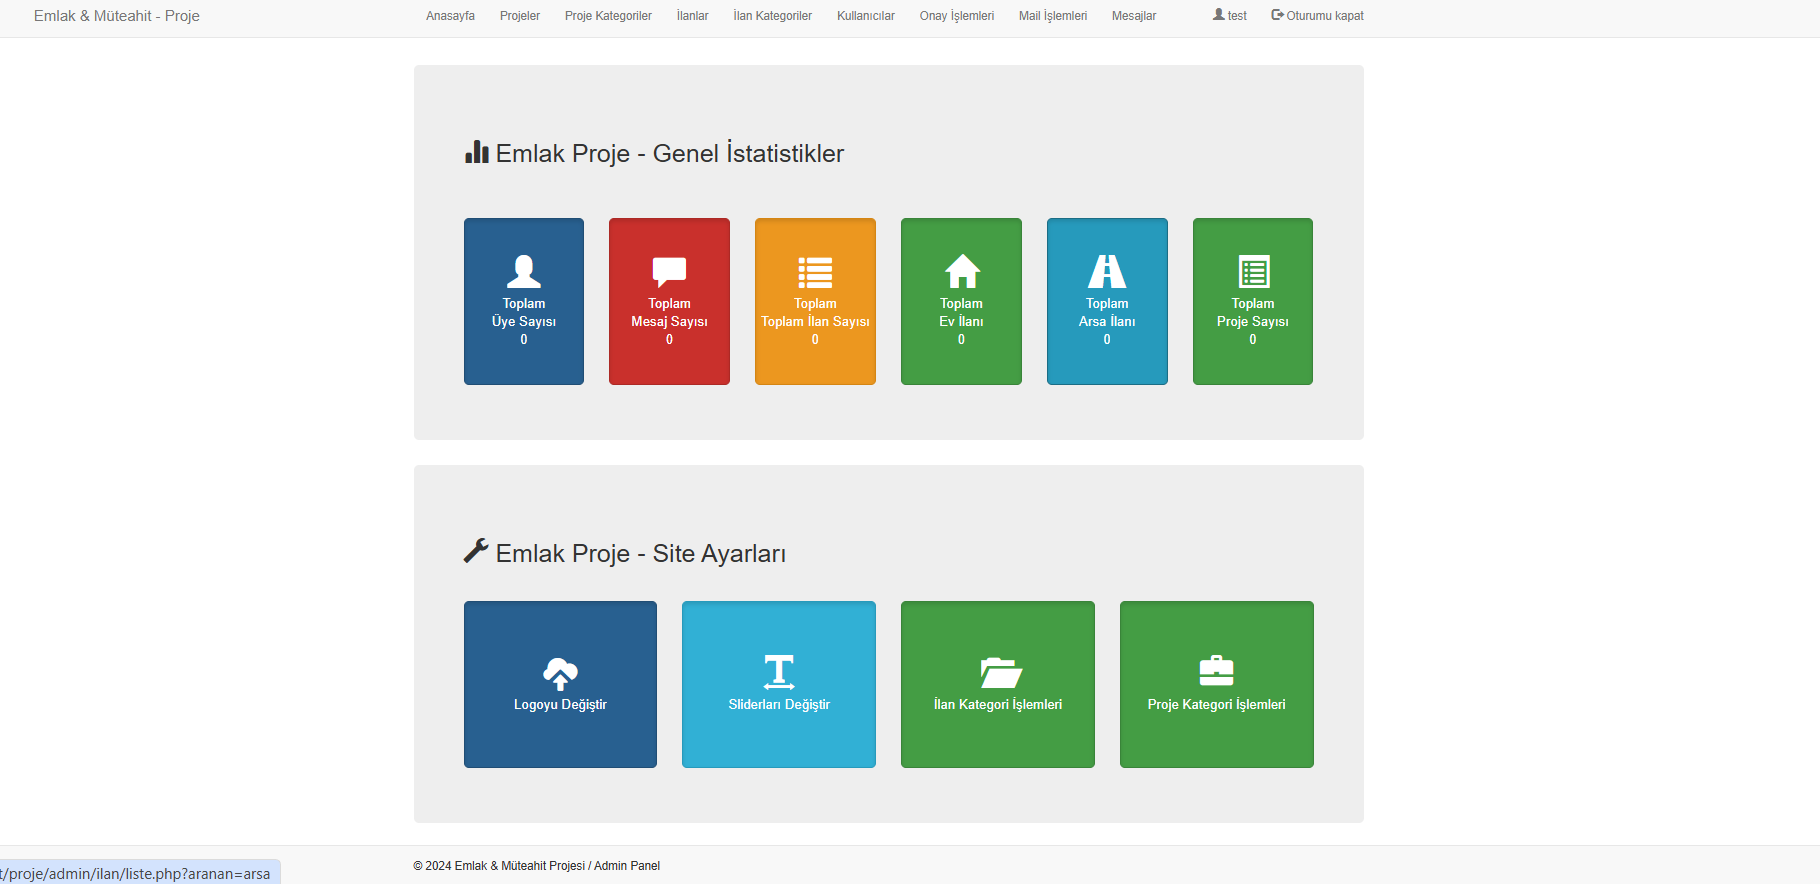 Emlak & Müteahit - Proje
Anasayfa Projeler Proje Kategoriler İlanlar İlan Kategoriler Kullanıcılar Onay İşlemleri Mail İşlemleri Mesajlar test Oturumu kapat
Emlak Proje - Genel İstatistikler
Toplam
Üye Sayısı
0
Toplam
Mesaj Sayısı
0
Toplam
Toplam İlan Sayısı
0
Toplam
Ev İlanı
0
Toplam
Arsa İlanı
0
Toplam
Proje Sayısı
0
Emlak Proje - Site Ayarları
Logoyu Değiştir
Sliderları Değiştir
İlan Kategori İşlemleri
Proje Kategori İşlemleri
© 2024 Emlak & Müteahit Projesi / Admin Panel
t/proje/admin/ilan/liste.php?aranan=arsa